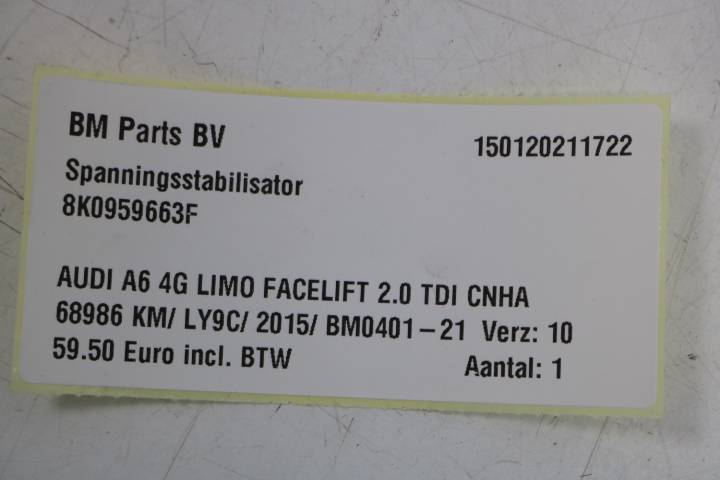 BM Parts BV
150120211722
Spanningsstabilisator
8K0959663F
AUDI A6 4G LIMO FACELIFT 2.0 TDI CNHA
68986 KM/ LY9C/ 2015/ BM0401-21 Verz: 10
59.50 Euro incl. BTW
Aantal: 1